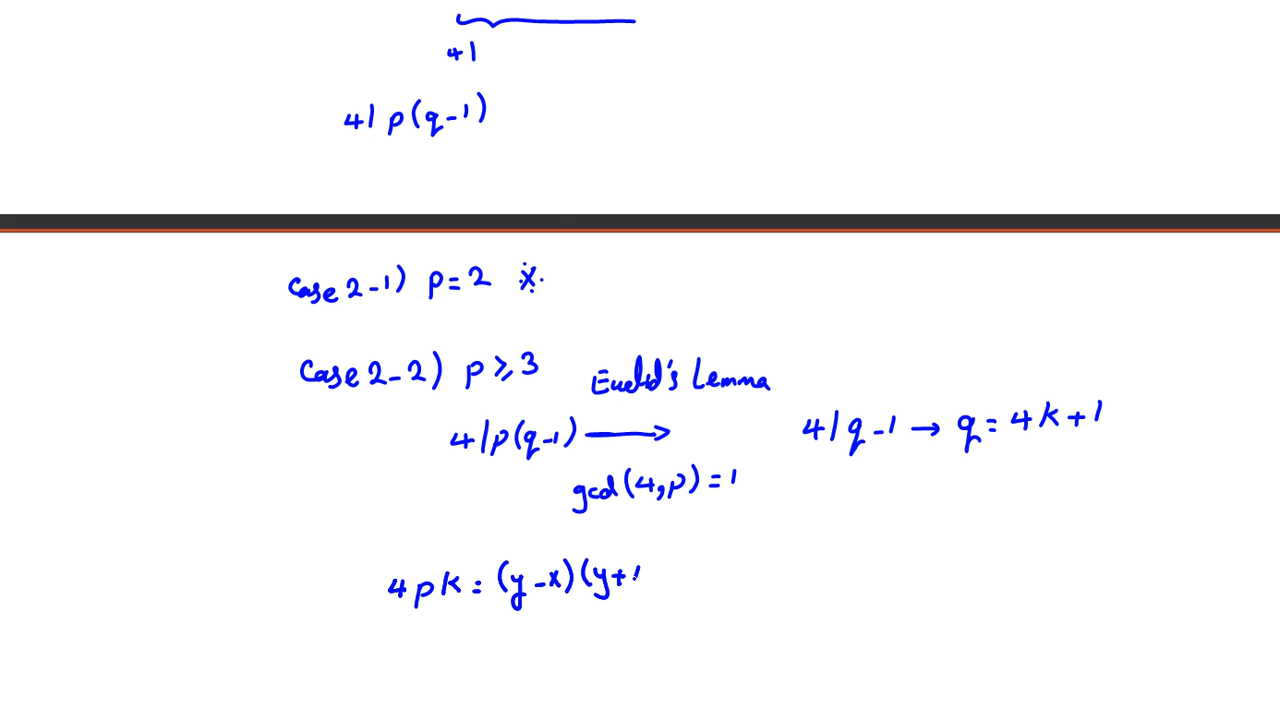 4|
4| p(q-1)
Case 2-1) p=2 ※
Case 2-2) p⩾3 Euclid's Lemma
4|p(q-1) ⟶ 4|q-1 → q=4k+1
gcd(4,p)=1
4pk=(y-x)(y+